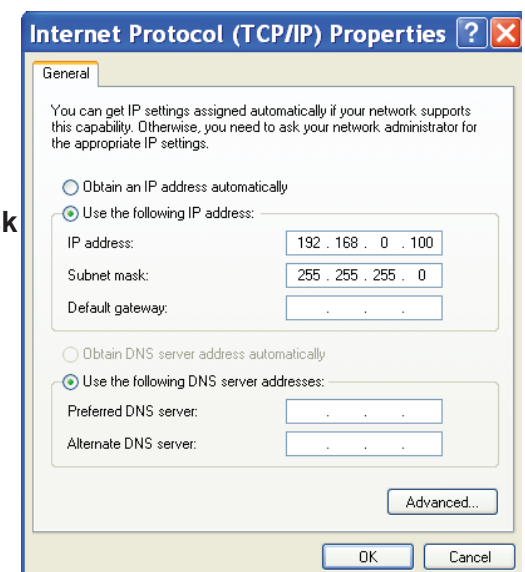 Internet Protocol (TCP/IP) Properties
General
You can get IP settings assigned automatically if your network supports
this capability. Otherwise, you need to ask your network administrator for
the appropriate IP settings.
Obtain an IP address automatically
k
Use the following IP address:
IP address: 192 . 168 . 0 . 100
Subnet mask: 255 . 255 . 255 . 0
Default gateway: . . .
Obtain DNS server address automatically
Use the following DNS server addresses:
Preferred DNS server: . . .
Alternate DNS server: . . .
Advanced...
OK Cancel